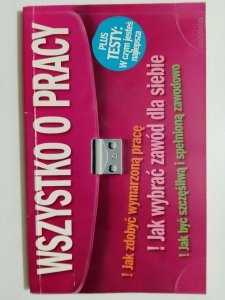 WSZYSTKO O PRACY
PLUS
TESTY:
W czym jesteś
najlepsza
! Jak zdobyć wymarzoną pracę
! Jak wybrać zawód dla siebie
! Jak być szczęśliwą i spełnioną zawodowo